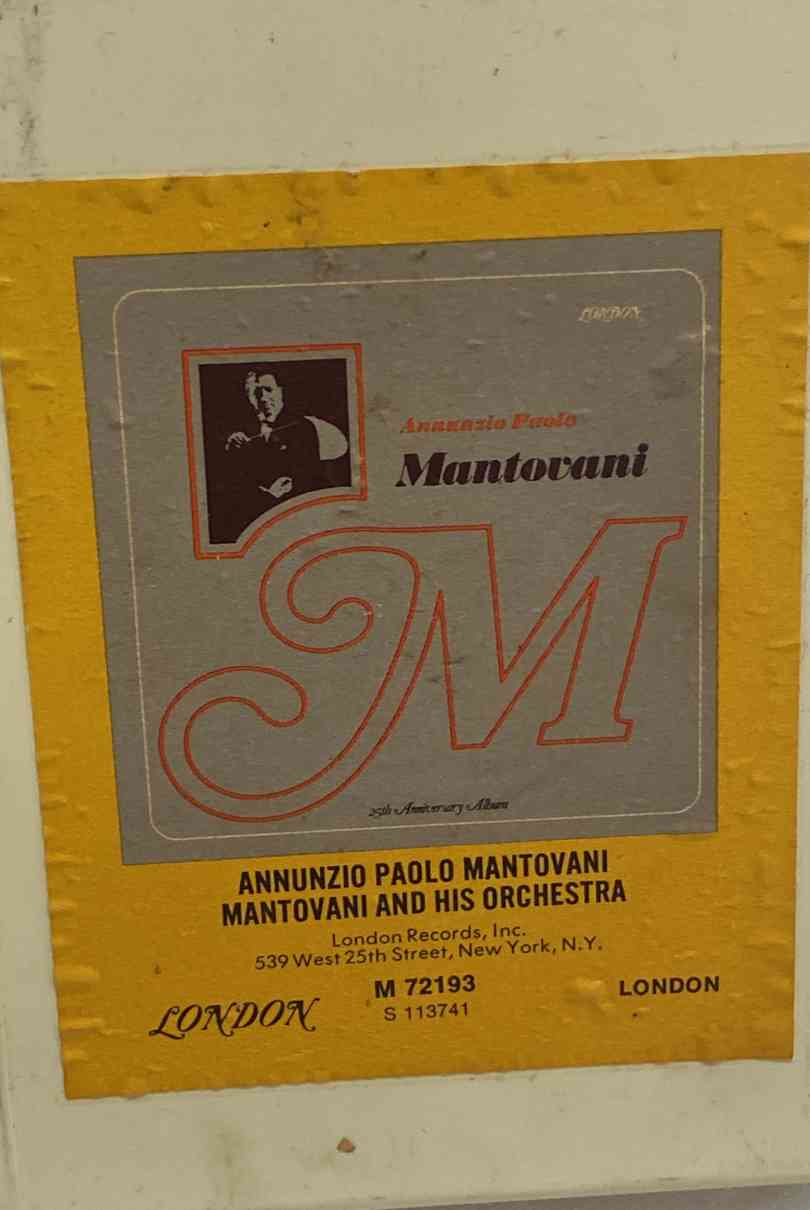 LONDON
Annunzio Paolo
Mantovani
M
25th Anniversary Album
ANNUNZIO PAOLO MANTOVANI
MANTOVANI AND HIS ORCHESTRA
London Records, Inc.
539 West 25th Street, New York, N.Y.
LONDON M 72193 LONDON
S 113741